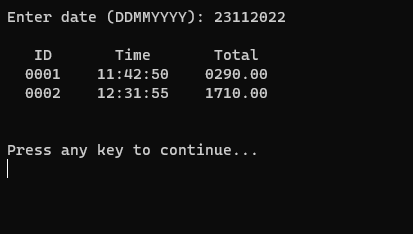 Enter date (DDMMYYYY): 23112022
ID Time Total
0001 11:42:50 0290.00
0002 12:31:55 1710.00
Press any key to continue...